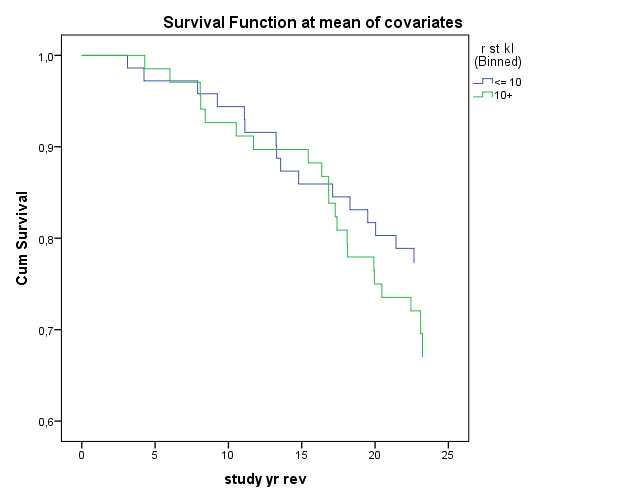 Survival Function at mean of covariates
r st kl
(Binned)
<= 10
10+
Cum Survival
1,0
0,9
0,8
0,7
0,6
0 5 10 15 20 25
study yr rev